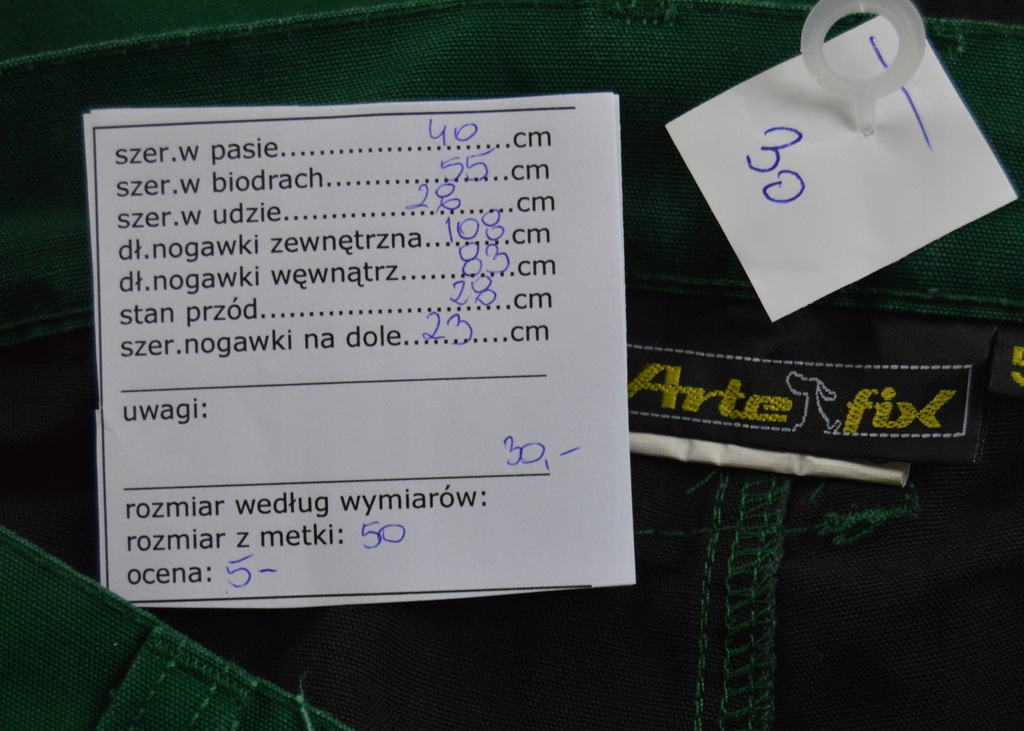 szer.w pasie......40......cm
szer.w biodrach......55......cm
szer.w udzie......28......cm
dł.nogawki zewnętrzna...108...cm
dł.nogawki węwnątrz......83...cm
stan przód......28......cm
szer.nogawki na dole...23......cm
uwagi:
30,-
rozmiar według wymiarów:
rozmiar z metki: 50
ocena: 5-
30
Arte fix
5